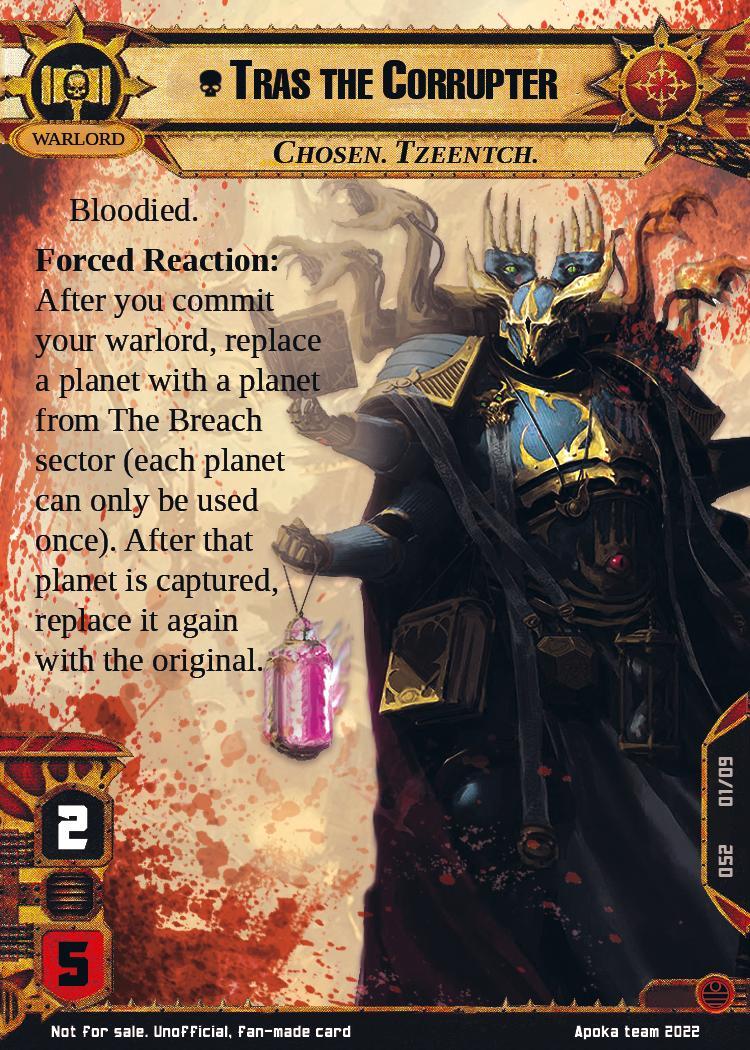 TRAS THE CORRUPTER
WARLORD
CHOSEN. TZEENTCH.
Bloodied.
Forced Reaction:
After you commit
your warlord, replace
a planet with a planet
from The Breach
sector (each planet
can only be used
once). After that
planet is captured,
replace it again
with the original.
2
5
052 01/09
Not for sale. Unofficial, fan-made card
Apoka team 2022